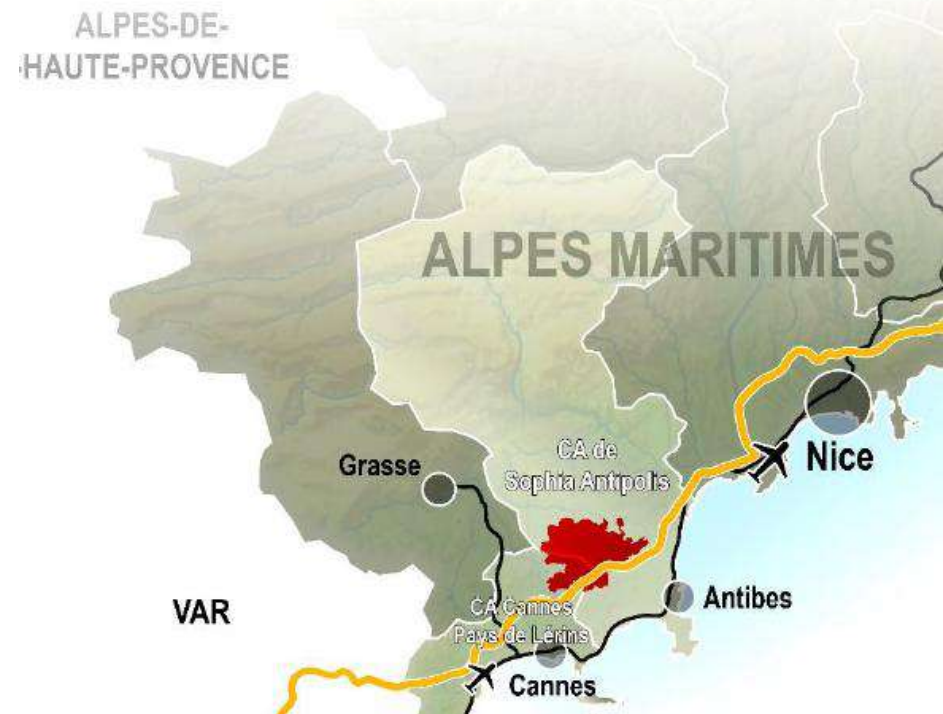 ALPES-DE-
-HAUTE-PROVENCE
ALPES MARITIMES
CA de
Sophia Antipolis
Grasse
Nice
Antibes
VAR
CA Cannes
Pays de Lérins
Cannes